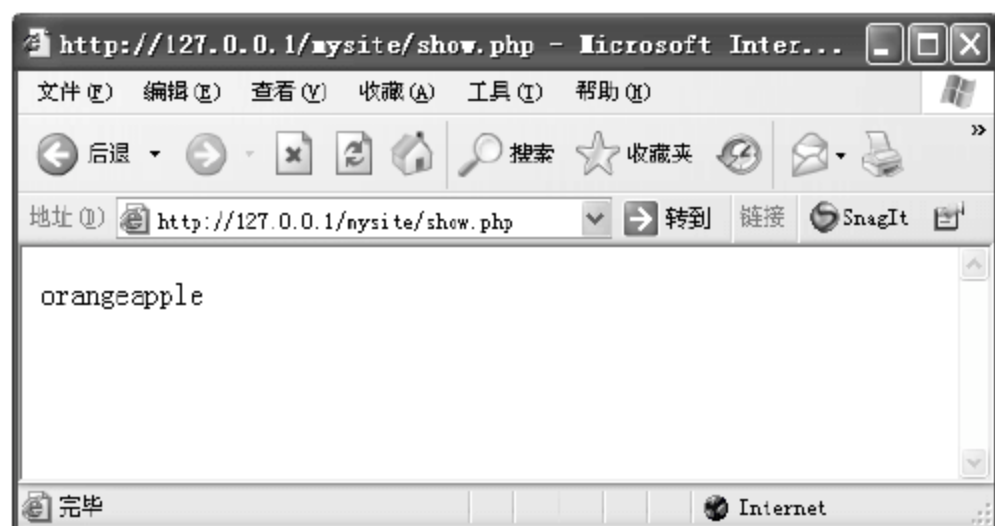 http://127.0.0.1/mysite/show.php - Microsoft Inter...
文件(F) 编辑(E) 查看(V) 收藏(A) 工具(T) 帮助(H)
后退 搜索 收藏夹 »
地址(D) http://127.0.0.1/mysite/show.php 转到 链接 SnagIt
orangeapple
完毕 Internet